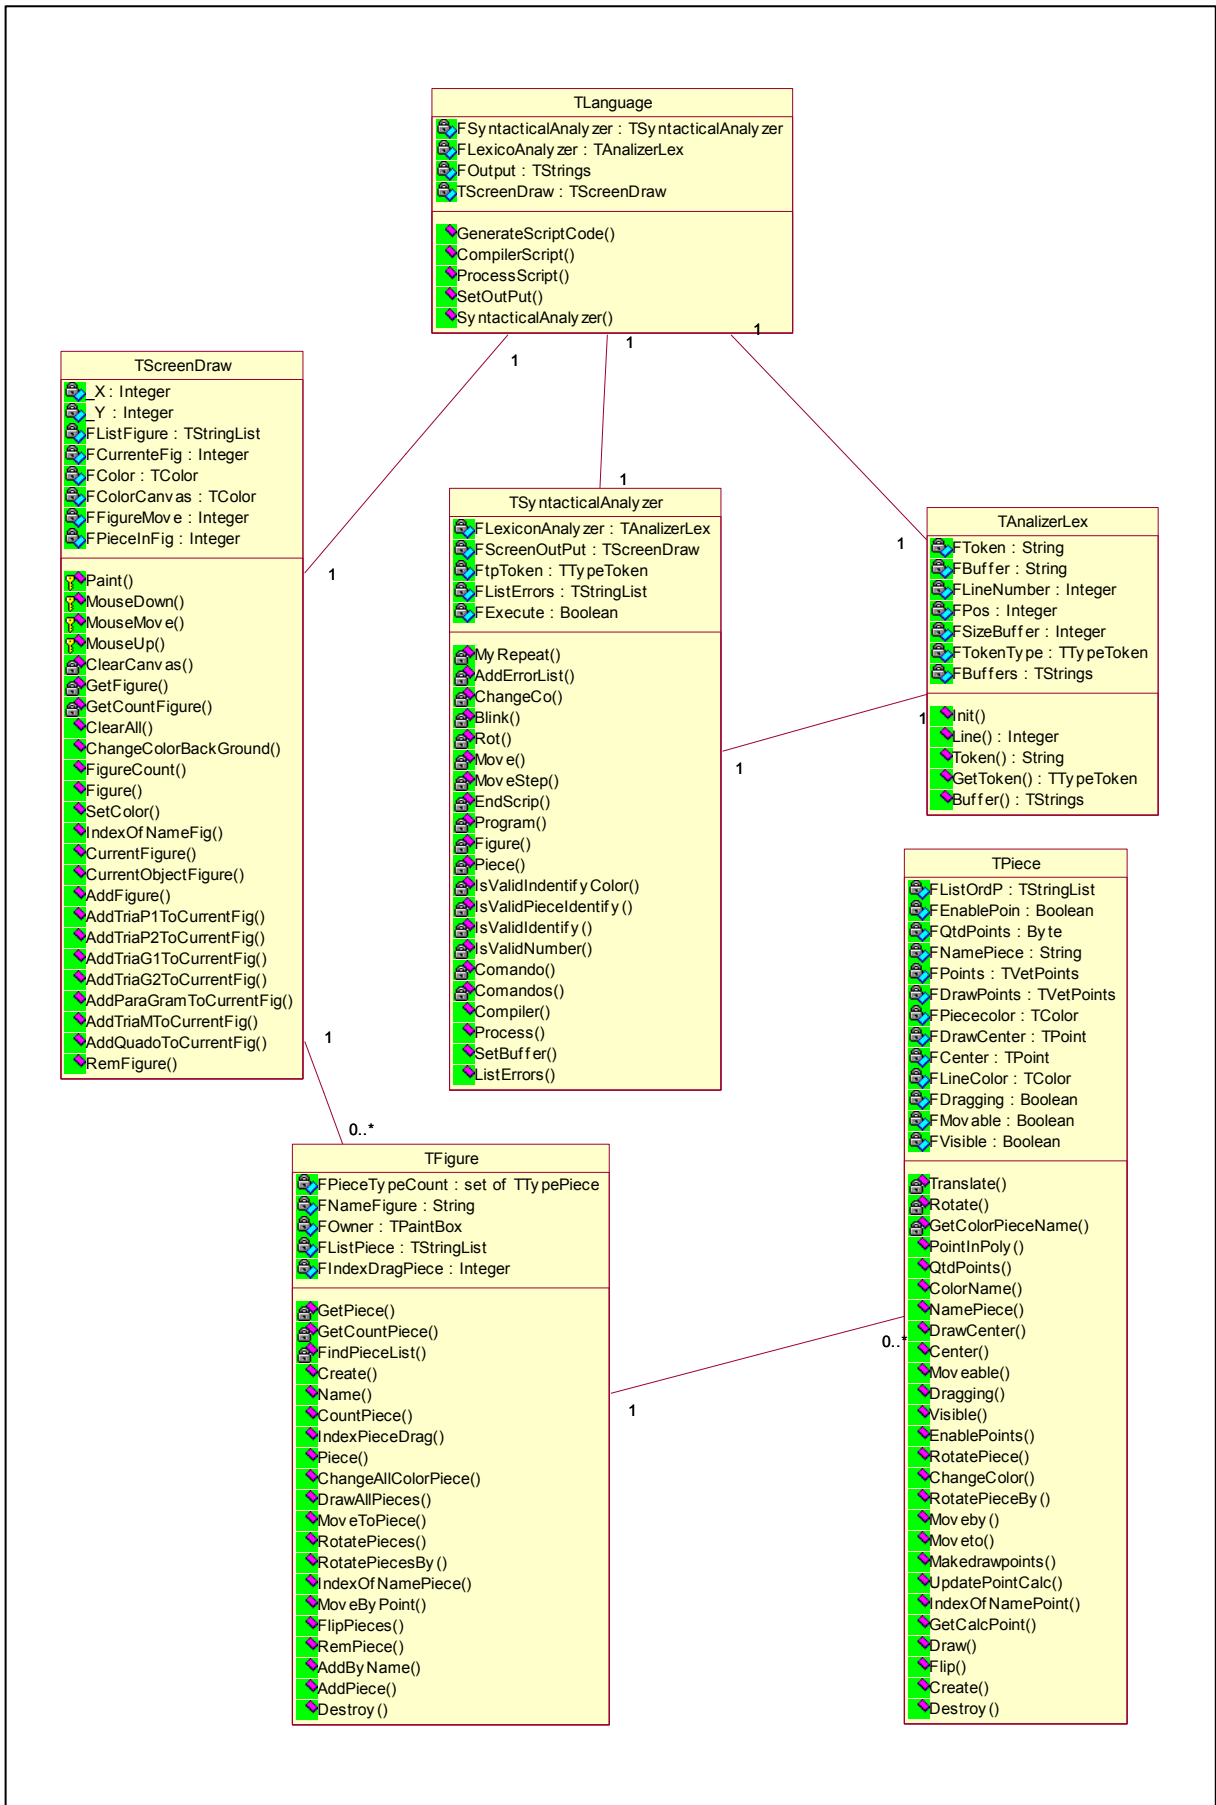 TLanguage
FSyntacticalAnalyzer : TSyntacticalAnalyzer
FLexicoAnalyzer : TAnalizerLex
FOutput : TStrings
TScreenDraw : TScreenDraw
GenerateScriptCode()
CompilerScript()
ProcessScript()
SetOutPut()
SyntacticalAnalyzer()
1
1
1
TScreenDraw
_X : Integer
_Y : Integer
FListFigure : TStringList
FCurrenteFig : Integer
FColor : TColor
FColorCanvas : TColor
FFigureMove : Integer
FPieceInFig : Integer
Paint()
MouseDown()
MouseMove()
MouseUp()
ClearCanvas()
GetFigure()
GetCountFigure()
ClearAll()
ChangeColorBackGround()
FigureCount()
Figure()
SetColor()
IndexOfNameFig()
CurrentFigure()
CurrentObjectFigure()
AddFigure()
AddTriaP1ToCurrentFig()
AddTriaP2ToCurrentFig()
AddTriaG1ToCurrentFig()
AddTriaG2ToCurrentFig()
AddParaGramToCurrentFig()
AddTriaMToCurrentFig()
AddQuadoToCurrentFig()
RemFigure()
1
1
1
TSyntacticalAnalyzer
FLexiconAnalyzer : TAnalizerLex
FScreenOutPut : TScreenDraw
FtpToken : TTypeToken
FListErrors : TStringList
FExecute : Boolean
MyRepeat()
AddErrorList()
ChangeCo()
Blink()
Rot()
Move()
MoveStep()
EndScrip()
Program()
Figure()
Piece()
IsValidIndentifyColor()
IsValidPieceIdentify()
IsValidIdentify()
IsValidNumber()
Comando()
Comandos()
Compiler()
Process()
SetBuffer()
ListErrors()
1
1
1
TAnalizerLex
FToken : String
FBuffer : String
FLineNumber : Integer
FPos : Integer
FSizeBuffer : Integer
FTokenType : TTypeToken
FBuffers : TStrings
Init()
Line() : Integer
Token() : String
GetToken() : TTypeToken
Buffer() : TStrings
0..*
TFigure
FPieceTypeCount : set of TTypePiece
FNameFigure : String
FOwner : TPaintBox
FListPiece : TStringList
FIndexDragPiece : Integer
GetPiece()
GetCountPiece()
FindPieceList()
Create()
Name()
CountPiece()
IndexPieceDrag()
Piece()
ChangeAllColorPiece()
DrawAllPieces()
MoveToPiece()
RotatePieces()
RotatePiecesBy()
IndexOfNamePiece()
MoveByPoint()
FlipPieces()
RemPiece()
AddByName()
AddPiece()
Destroy()
1
0..*
TPiece
FListOrdP : TStringList
FEnablePoin : Boolean
FQtdPoints : Byte
FNamePiece : String
FPoints : TVetPoints
FDrawPoints : TVetPoints
FPiececolor : TColor
FDrawCenter : TPoint
FCenter : TPoint
FLineColor : TColor
FDragging : Boolean
FMovable : Boolean
FVisible : Boolean
Translate()
Rotate()
GetColorPieceName()
PointInPoly()
QtdPoints()
ColorName()
NamePiece()
DrawCenter()
Center()
Moveable()
Dragging()
Visible()
EnablePoints()
RotatePiece()
ChangeColor()
RotatePieceBy()
Moveby()
Moveto()
Makedrawpoints()
UpdatePointCalc()
IndexOfNamePoint()
GetCalcPoint()
Draw()
Flip()
Create()
Destroy()